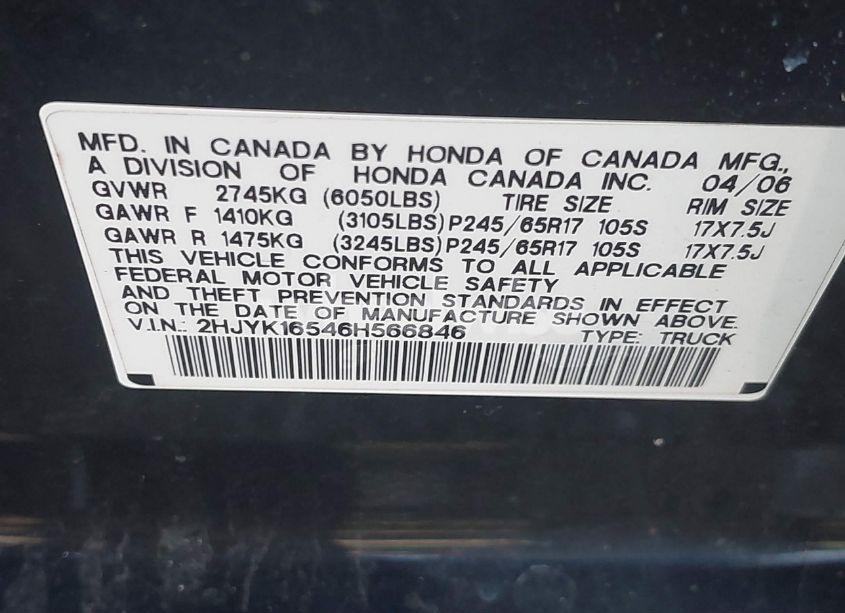 MFD. IN CANADA BY HONDA OF CANADA MFG.,
A DIVISION OF HONDA CANADA INC. 04/06
GVWR 2745KG (6050LBS) TIRE SIZE RIM SIZE
GAWR F 1410KG (3105LBS) P245/65R17 105S 17X7.5J
GAWR R 1475KG (3245LBS) P245/65R17 105S 17X7.5J
THIS VEHICLE CONFORMS TO ALL APPLICABLE
FEDERAL MOTOR VEHICLE SAFETY
AND THEFT PREVENTION STANDARDS IN EFFECT
ON THE DATE OF MANUFACTURE SHOWN ABOVE.
V.I.N.: 2HJYK16546H566846 TYPE: TRUCK